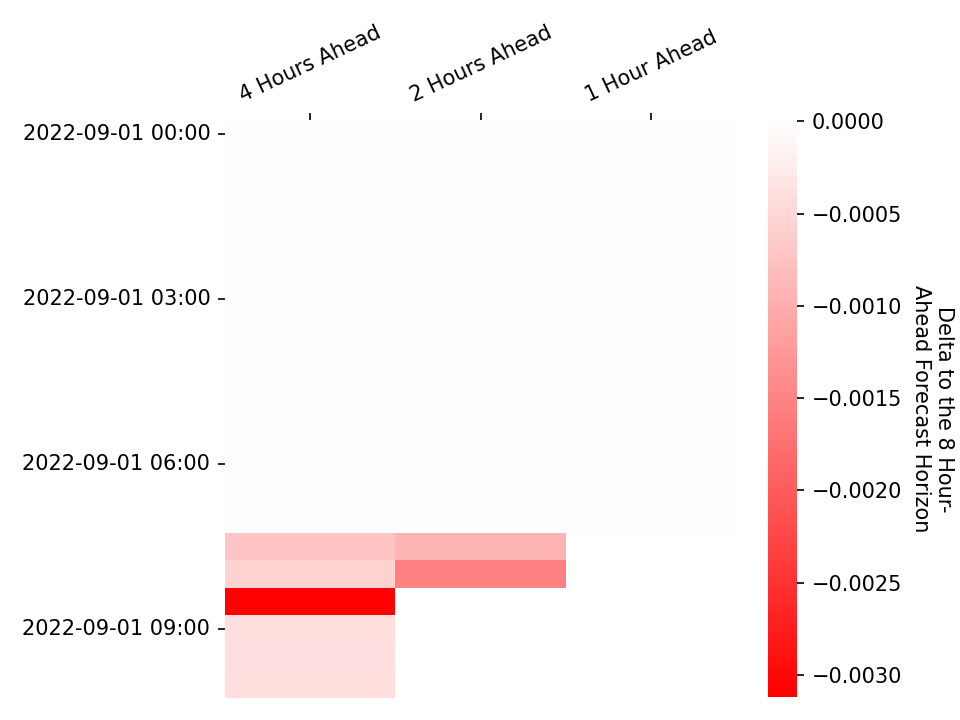 4 Hours Ahead
2 Hours Ahead
1 Hour Ahead
2022-09-01 00:00
2022-09-01 03:00
2022-09-01 06:00
2022-09-01 09:00
0.0000
−0.0005
−0.0010
−0.0015
−0.0020
−0.0025
−0.0030
Delta to the 8 Hour-
Ahead Forecast Horizon